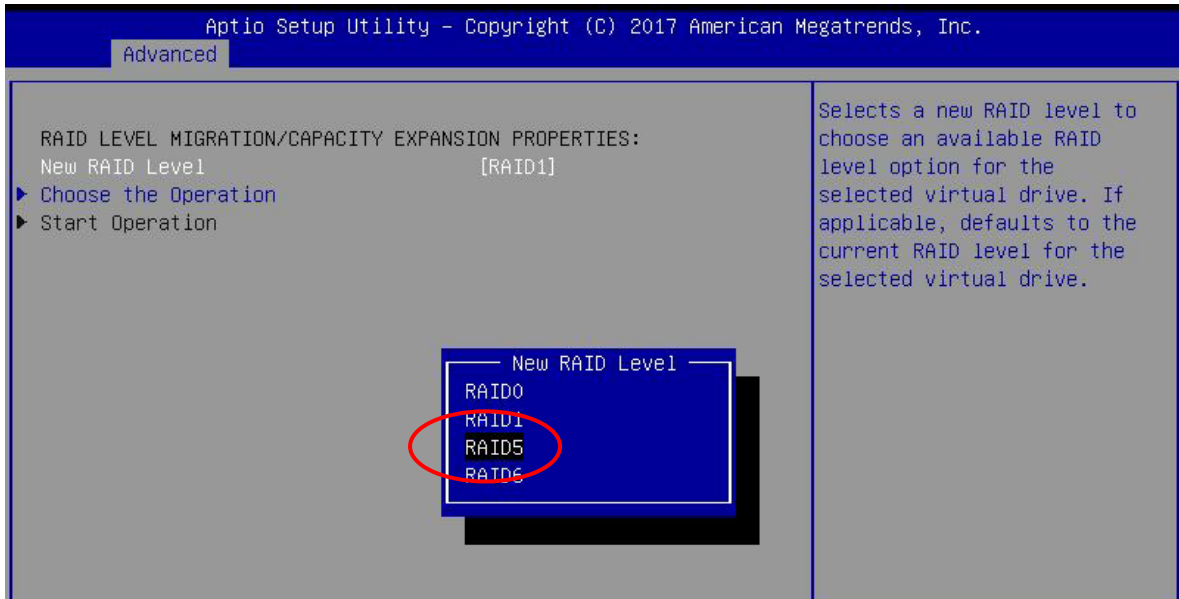 Aptio Setup Utility – Copyright (C) 2017 American Megatrends, Inc.
Advanced
RAID LEVEL MIGRATION/CAPACITY EXPANSION PROPERTIES:
New RAID Level [RAID1]
Choose the Operation
Start Operation
New RAID Level
RAID0
RAID1
RAID5
RAID6
Selects a new RAID level to
choose an available RAID
level option for the
selected virtual drive. If
applicable, defaults to the
current RAID level for the
selected virtual drive.